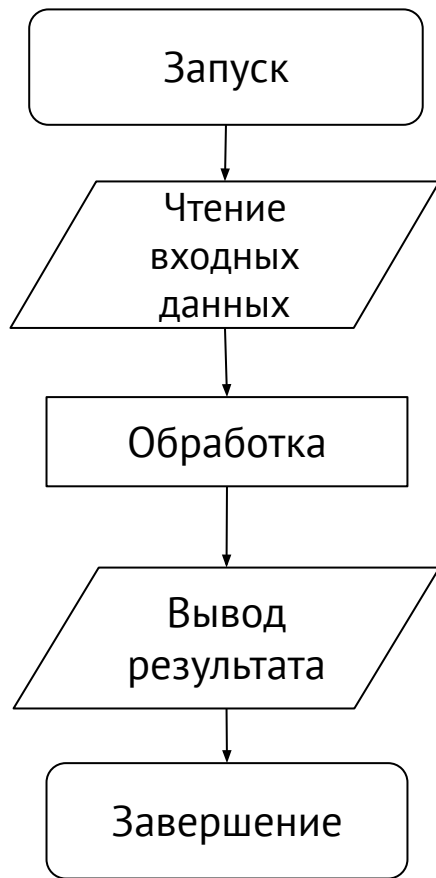 Запуск
Чтение
входных
данных
Обработка
Вывод
результата
Завершение